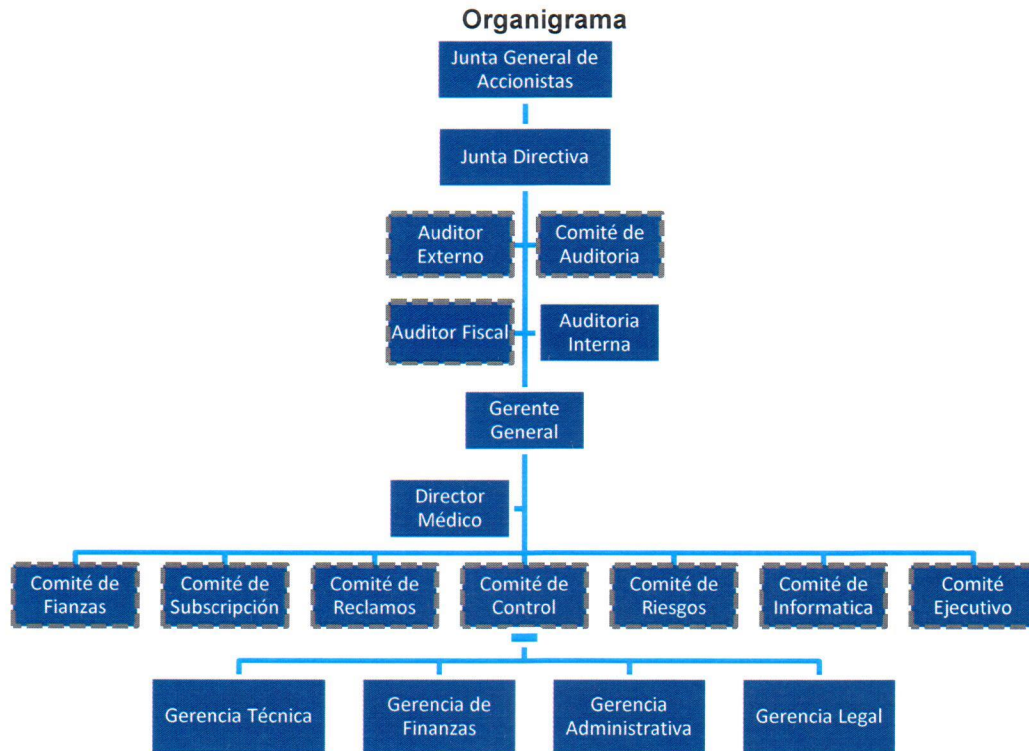 Organigrama
Junta General de
Accionistas
Junta Directiva
Auditor
Externo
Comité de
Auditoria
Auditor Fiscal
Auditoria
Interna
Gerente
General
Director
Médico
Comité de
Fianzas
Comité de
Subscripción
Comité de
Reclamos
Comité de
Control
Comité de
Riesgos
Comité de
Informatica
Comité
Ejecutivo
Gerencia Técnica
Gerencia de
Finanzas
Gerencia
Administrativa
Gerencia Legal